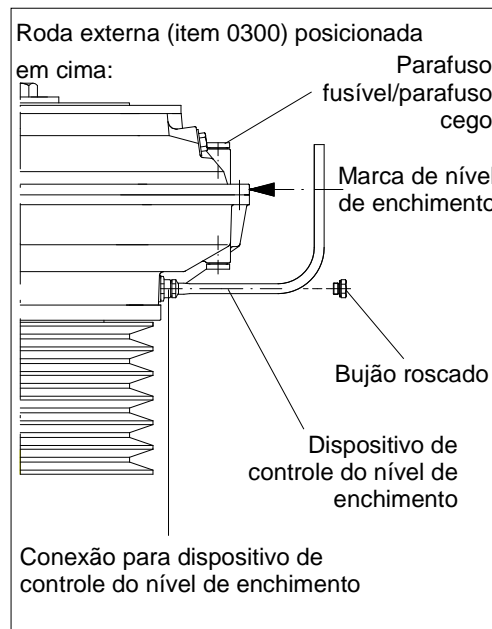 Roda externa (item 0300) posicionada
em cima:
Parafuso
fusível/parafuso
cego
Marca de nível
de enchimento
Bujão roscado
Dispositivo de
controle do nível de
enchimento
Conexão para dispositivo de
controle do nível de enchimento